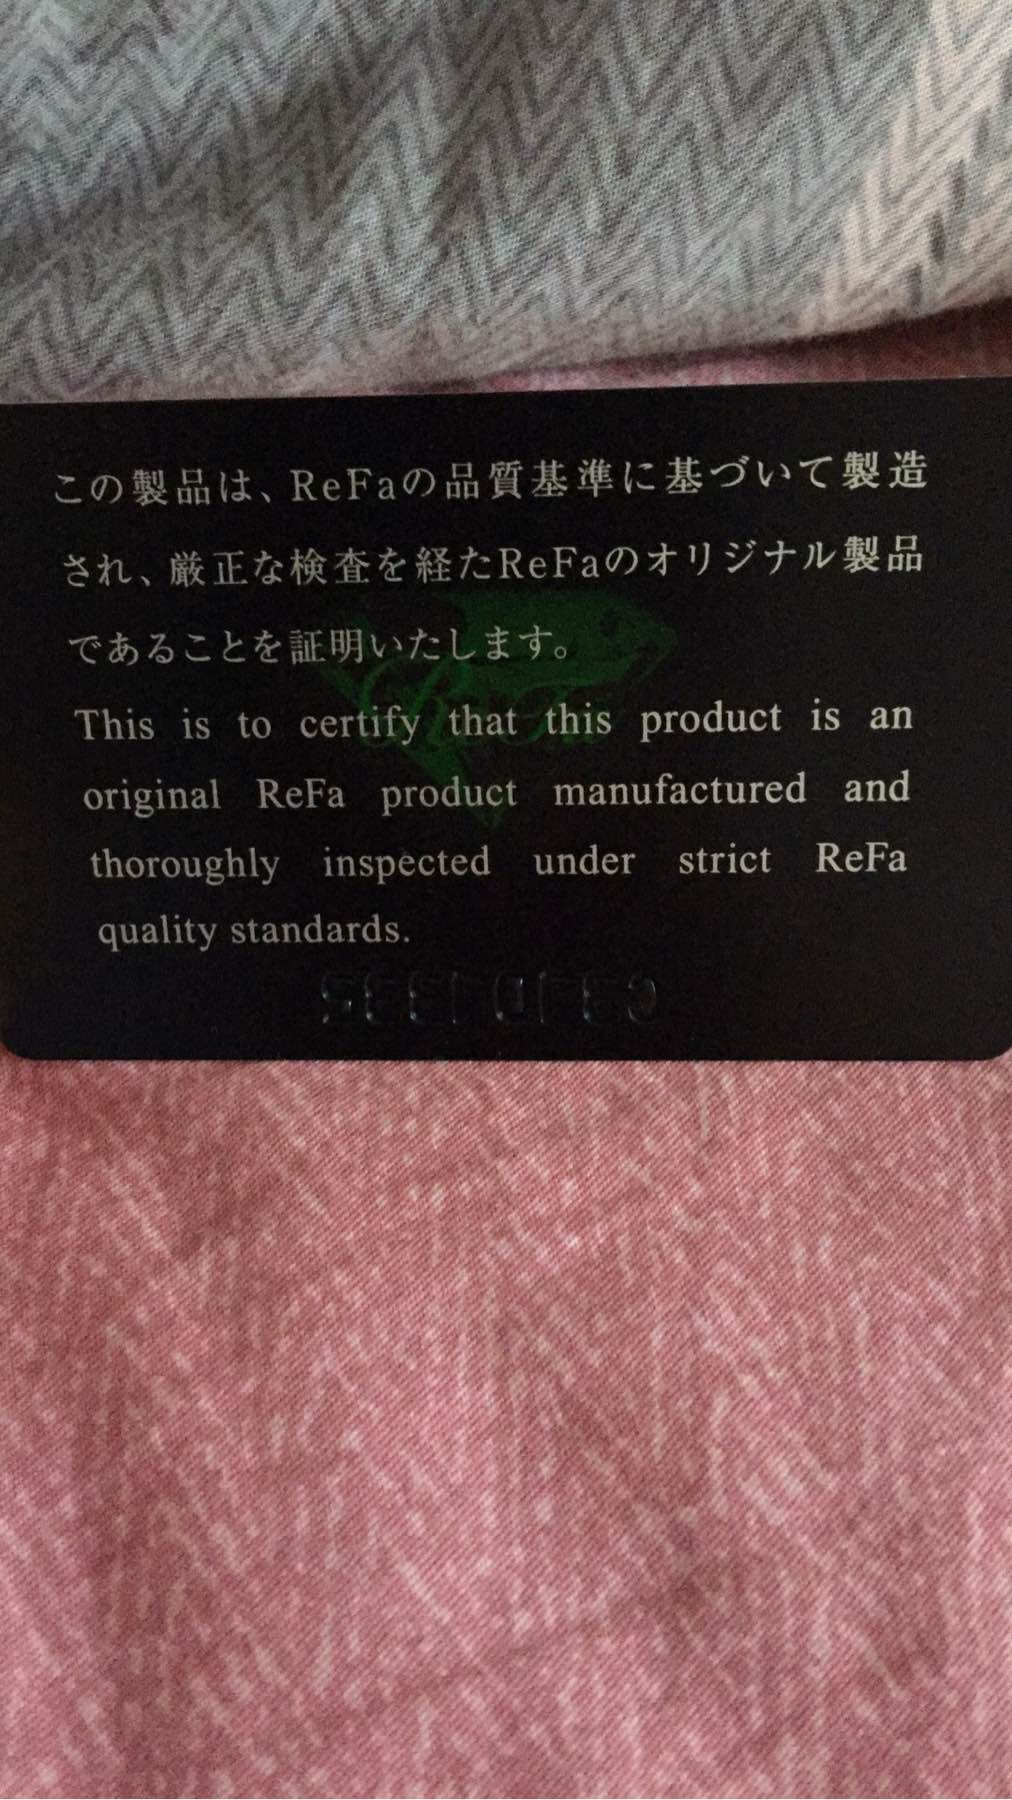 この製品は、ReFaの品質基準に基づいて製造
され、厳正な検査を経たReFaのオリジナル製品
であることを証明いたします。
This is to certify that this product is an
original ReFa product manufactured and
thoroughly inspected under strict ReFa
quality standards.